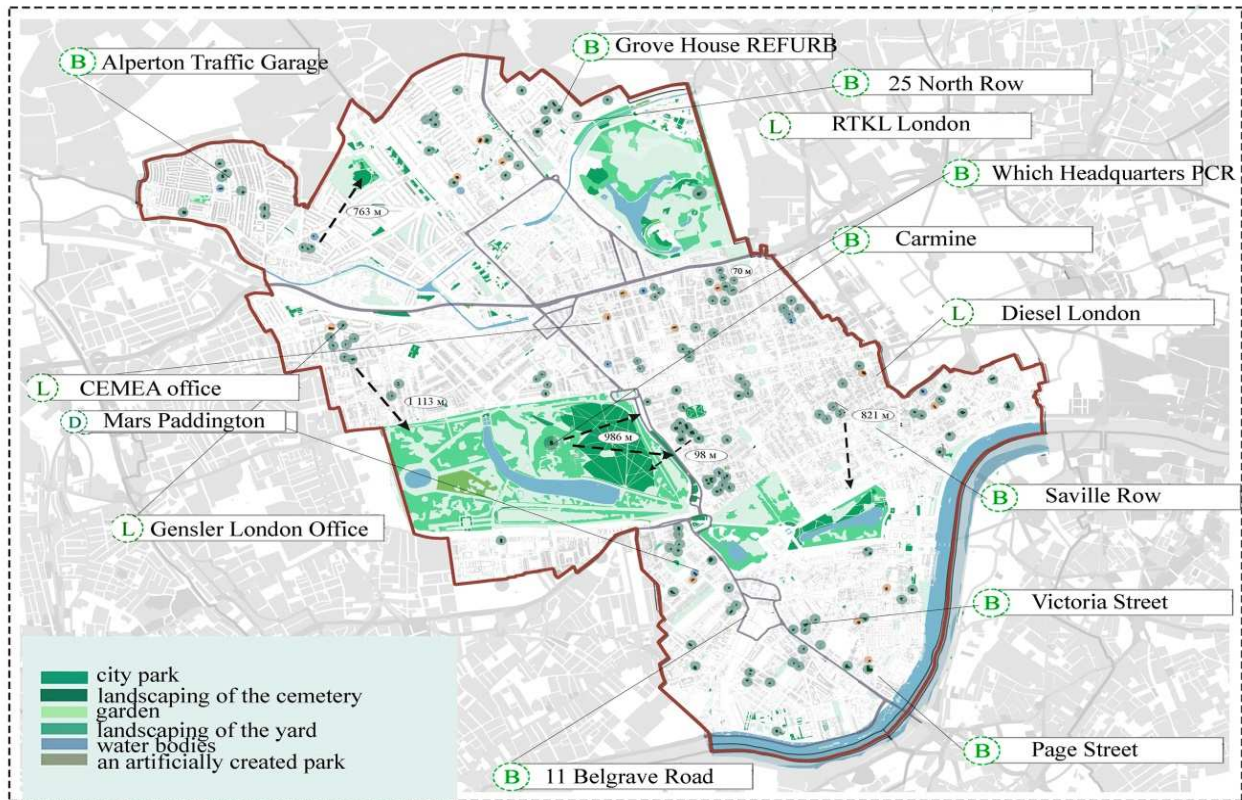 B Grove House REFURB
B Alperton Traffic Garage
B 25 North Row
L RTKL London
B Which Headquarters PCR
763 м
B Carmine
70 м
L Diesel London
L CEMEA office
1 113 м
D Mars Paddington
821 м
986 м
98 м
B Saville Row
L Gensler London Office
B Victoria Street
city park
landscaping of the cemetery
garden
landscaping of the yard
water bodies
an artificially created park
B Page Street
B 11 Belgrave Road